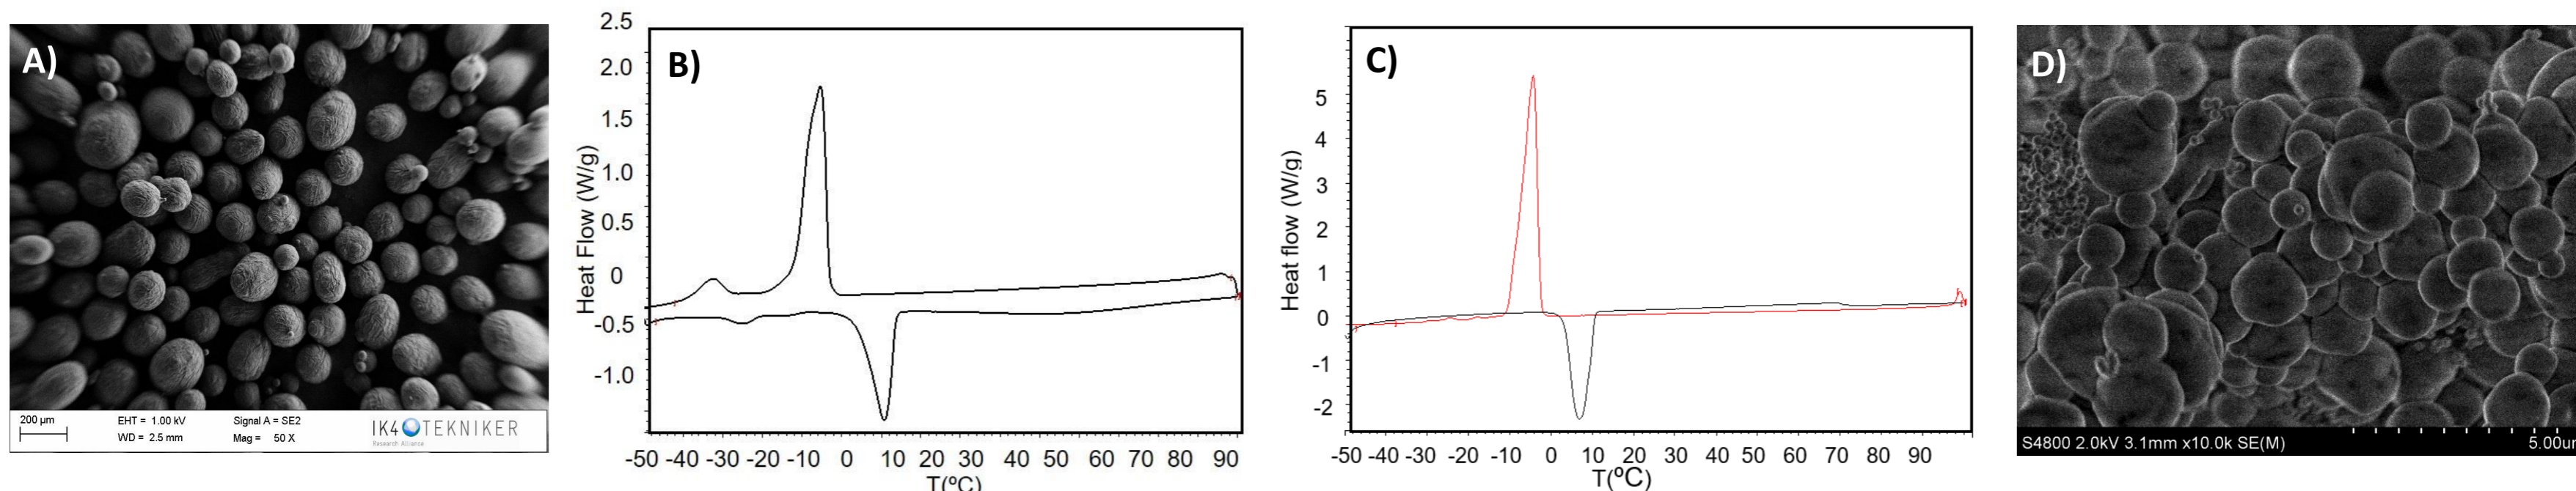 A)
200 µm
EHT = 1.00 kV
WD = 2.5 mm
Signal A = SE2
Mag = 50 X
IK4 TEKNIKER
Research Alliance
B)
Heat Flow (W/g)
2.5
2.0
1.5
1.0
0.5
0
-0.5
-1.0
-50 -40 -30 -20 -10 0 10 20 30 40 50 60 70 80 90
T(ºC)
C)
Heat flow (W/g)
5
4
3
2
1
0
-1
-2
-50 -40 -30 -20 -10 0 10 20 30 40 50 60 70 80 90
T(ºC)
D)
S4800 2.0kV 3.1mm x10.0k SE(M)
5.00u